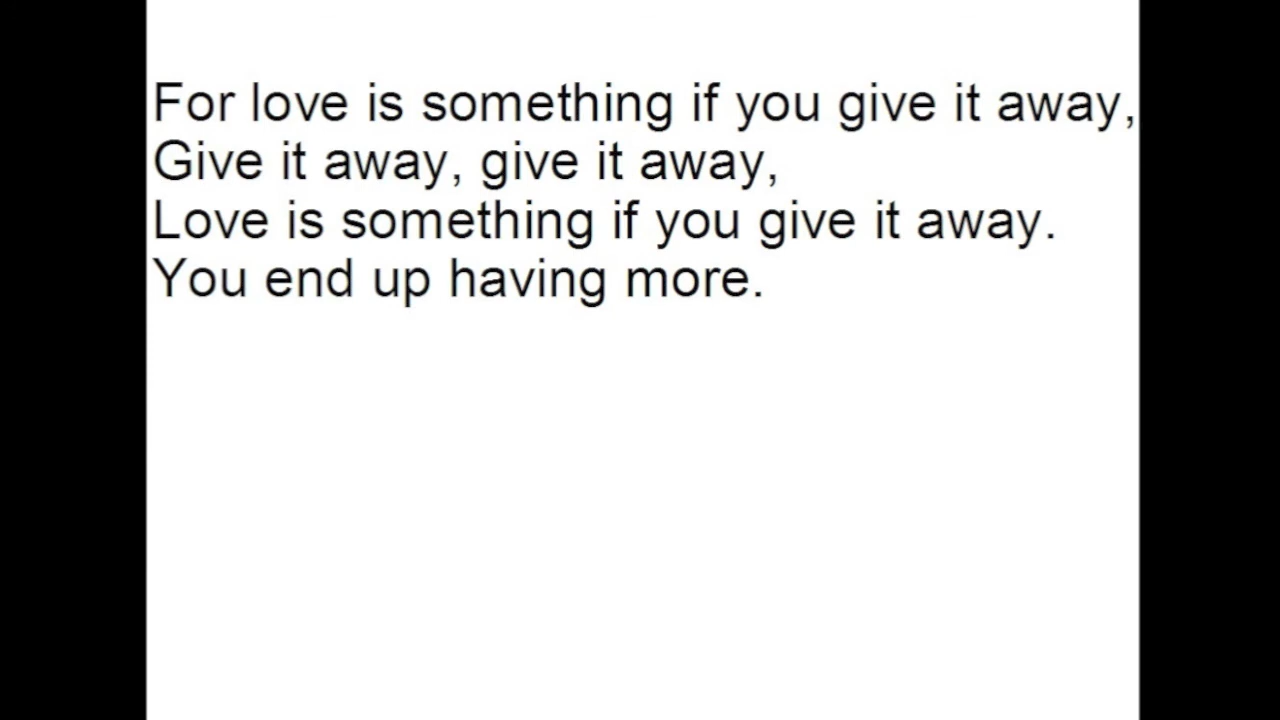 For love is something if you give it away,
Give it away, give it away,
Love is something if you give it away.
You end up having more.